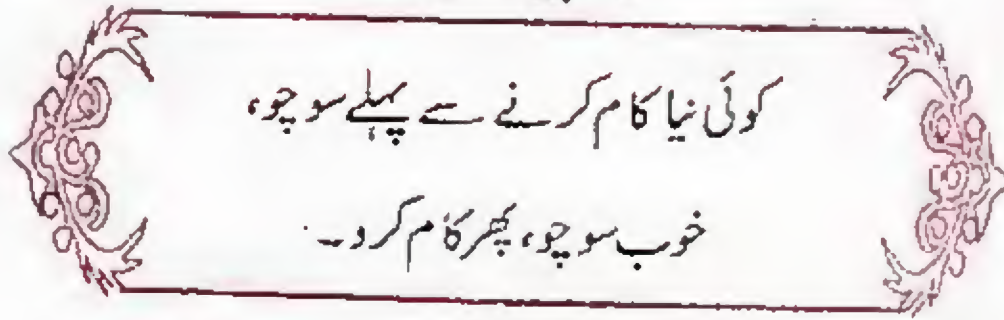 کوئی نیا کام کرنے سے پہلے سوچو،
خوب سوچو، پھر کام کرو۔